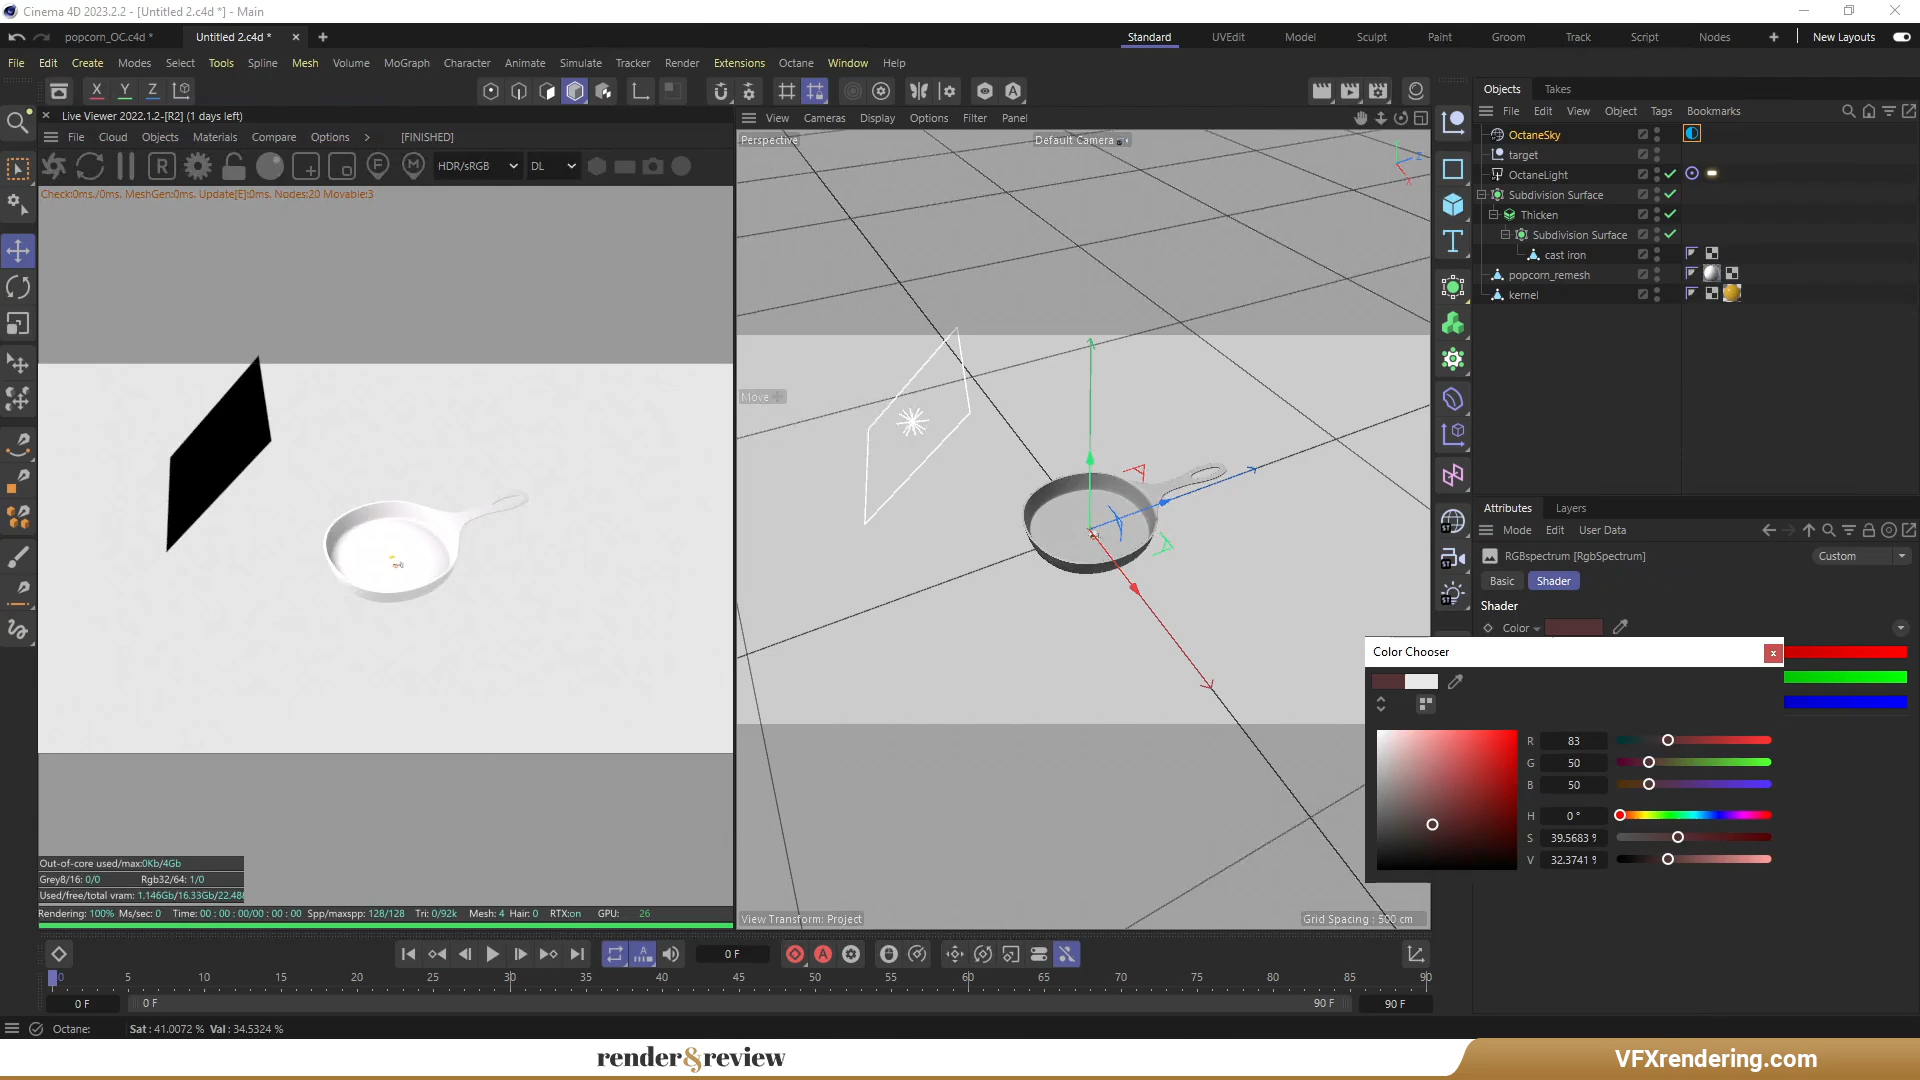 Cinema 4D 2023.2.2 - [Untitled 2.c4d *] - Main
popcorn_OC.c4d *
Untitled 2.c4d *
Standard
UVEdit
Model
Sculpt
Paint
Groom
Track
Script
Nodes
New Layouts
File
Edit
Create
Modes
Select
Tools
Spline
Mesh
Volume
MoGraph
Character
Animate
Simulate
Tracker
Render
Extensions
Octane
Window
Help
X
Y
Z
Objects
Takes
Live Viewer 2022.1.2-[R2] (1 days left)
View
Cameras
Display
Options
Filter
Panel
File
Edit
View
Object
Tags
Bookmarks
File
Cloud
Objects
Materials
Compare
Options
[FINISHED]
Perspective
Default Camera
OctaneSky
target
HDR/sRGB
DL
OctaneLight
Check:0ms./0ms. MeshGen:0ms. Update[E]:0ms. Nodes:20 Movable:3
Subdivision Surface
Thicken
Subdivision Surface
cast iron
popcorn_remesh
kernel
Move
Attributes
Layers
Mode
Edit
User Data
RGBspectrum [RgbSpectrum]
Custom
Basic
Shader
Shader
Color
Color Chooser
x
R 83
G 50
B 50
H 0 °
S 39.5683 %
V 32.3741 %
Out-of-core used/max:0Kb/4Gb
Grey8/16: 0/0
Rgb32/64: 1/0
Used/free/total vram: 1.146Gb/16.33Gb/22.48
Rendering: 100% Ms/sec: 0 Time: 00 : 00 : 00/00 : 00 : 00 Spp/maxspp: 128/128 Tri: 0/92k Mesh: 4 Hair: 0 RTX:on GPU: 26
View Transform: Project
Grid Spacing : 500 cm
0 F
0 5 10 15 20 25 30 35 40 45 50 55 60 65 70 75 80 85 90
0 F
0 F
90 F
90 F
Octane:
Sat : 41.0072 % Val : 34.5324 %
render&review
VFXrendering.com